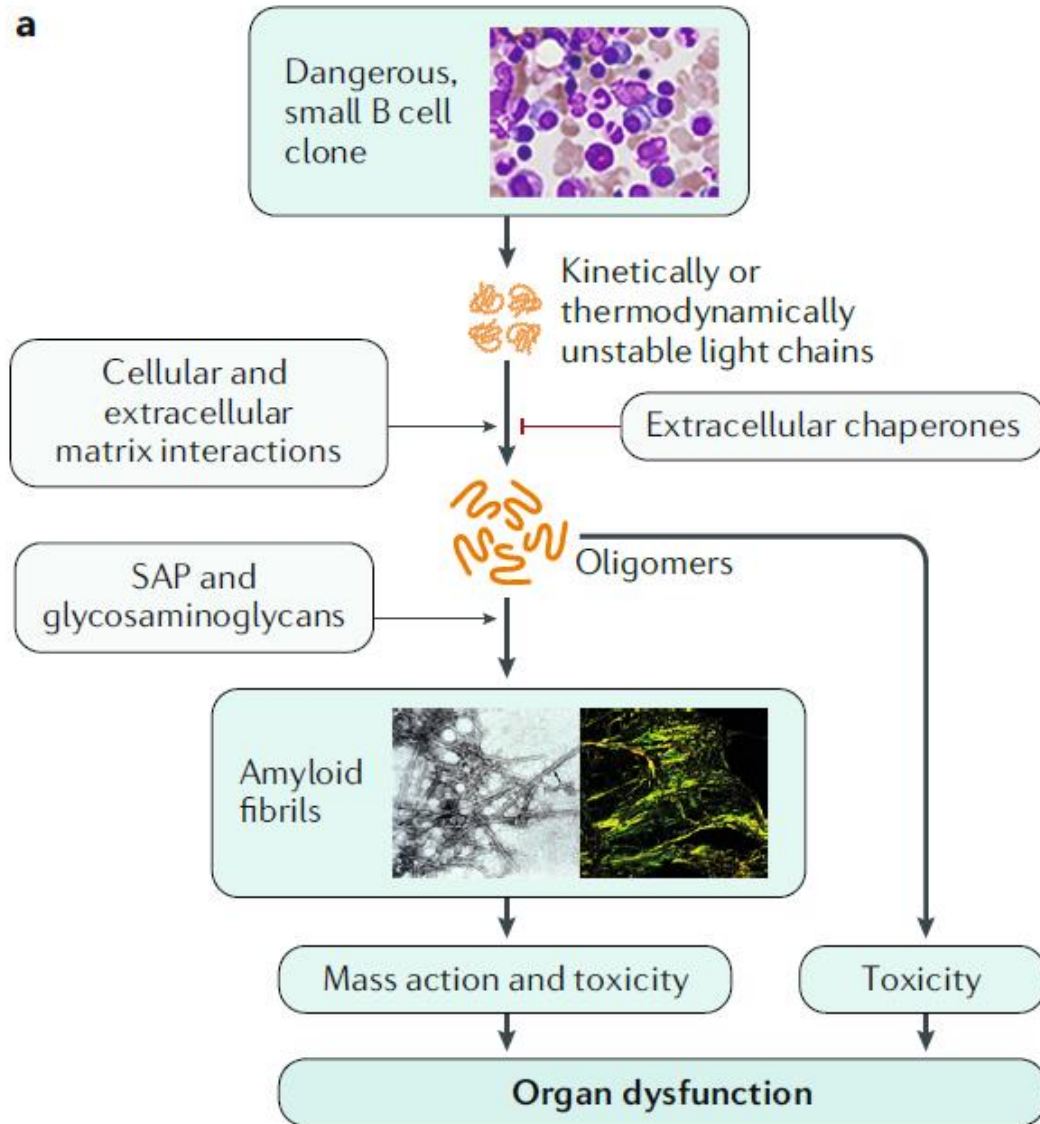 a
Dangerous,
small B cell
clone
Kinetically or
thermodynamically
unstable light chains
Cellular and
extracellular
matrix interactions
Extracellular chaperones
Oligomers
SAP and
glycosaminoglycans
Amyloid
fibrils
Mass action and toxicity
Toxicity
Organ dysfunction